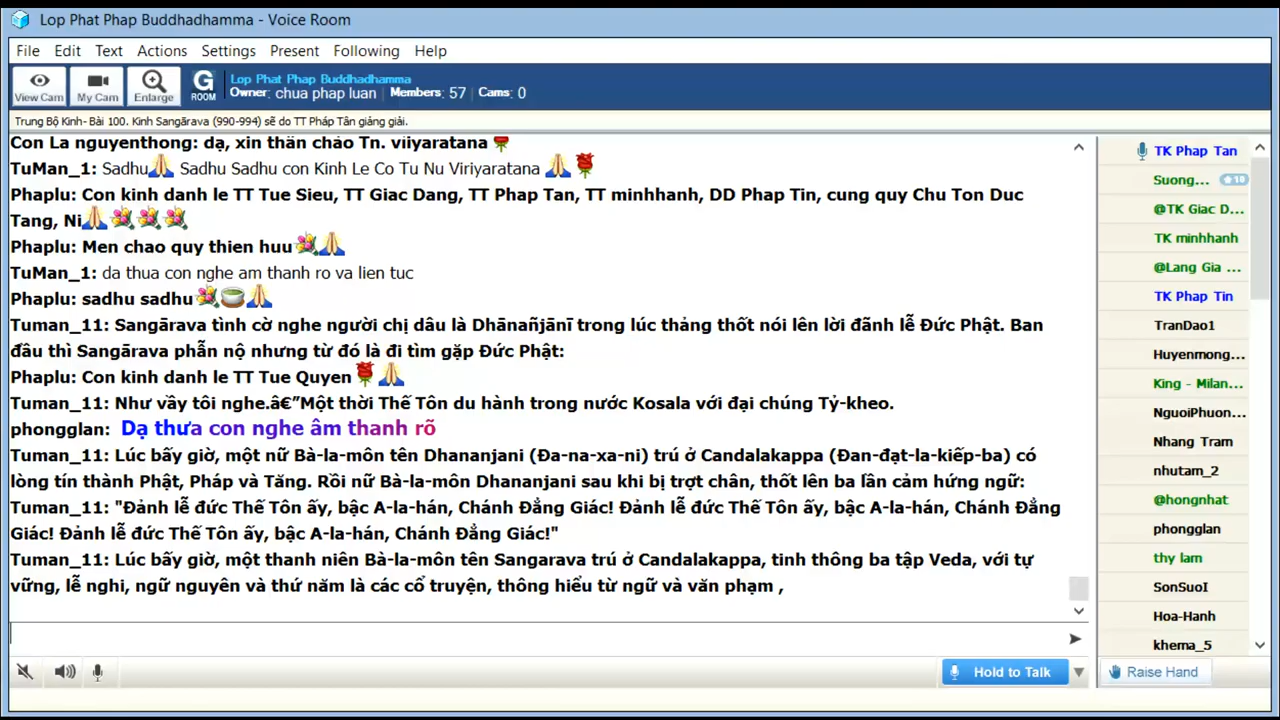 Lop Phat Phap Buddhadhamma - Voice Room
File Edit Text Actions Settings Present Following Help
View Cam My Cam Enlarge G ROOM
Lop Phat Phap Buddhadhamma
Owner: chua phap luan Members: 57 Cams: 0
Trung Bộ Kinh- Bài 100. Kinh Sangārava (990-994) sẽ do TT Pháp Tân giảng giải.
Con La nguyenthong: dạ, xin thân chào Tn. viiyaratana
TuMan_1: Sadhu Sadhu Sadhu con Kinh Le Co Tu Nu Viriyaratana
Phaplu: Con kinh danh le TT Tue Sieu, TT Giac Dang, TT Phap Tan, TT minhhanh, DD Phap Tin, cung quy Chu Ton Duc
Tang, Ni
Phaplu: Men chao quy thien huu
TuMan_1: da thua con nghe am thanh ro va lien tuc
Phaplu: sadhu sadhu
Tuman_11: Sangārava tình cờ nghe người chị dâu là Dhānañjānī trong lúc thảng thốt nói lên lời đãnh lễ Đức Phật. Ban
đầu thì Sangārava phẫn nộ nhưng từ đó là đi tìm gặp Đức Phật:
Phaplu: Con kinh danh le TT Tue Quyen
Tuman_11: Như vầy tôi nghe.â€”Một thời Thế Tôn du hành trong nước Kosala với đại chúng Tỷ-kheo.
phongglan: Dạ thưa con nghe âm thanh rõ
Tuman_11: Lúc bấy giờ, một nữ Bà-la-môn tên Dhananjani (Đa-na-xa-ni) trú ở Candalakappa (Đan-đạt-la-kiếp-ba) có
lòng tín thành Phật, Pháp và Tăng. Rồi nữ Bà-la-môn Dhananjani sau khi bị trợt chân, thốt lên ba lần cảm hứng ngữ:
Tuman_11: "Đảnh lễ đức Thế Tôn ấy, bậc A-la-hán, Chánh Đẳng Giác! Đảnh lễ đức Thế Tôn ấy, bậc A-la-hán, Chánh Đẳng
Giác! Đảnh lễ đức Thế Tôn ấy, bậc A-la-hán, Chánh Đẳng Giác!"
Tuman_11: Lúc bấy giờ, một thanh niên Bà-la-môn tên Sangarava trú ở Candalakappa, tinh thông ba tập Veda, với tự
vững, lễ nghi, ngữ nguyên và thứ năm là các cổ truyện, thông hiểu từ ngữ và văn phạm ,
TK Phap Tan
Suong... 10
@TK Giac D...
TK minhhanh
@Lang Gia ...
TK Phap Tin
TranDao1
Huyenmong...
King - Milan...
NguoiPhuon...
Nhang Tram
nhutam_2
@hongnhat
phongglan
thy lam
SonSuoI
Hoa-Hanh
khema_5
Hold to Talk Raise Hand